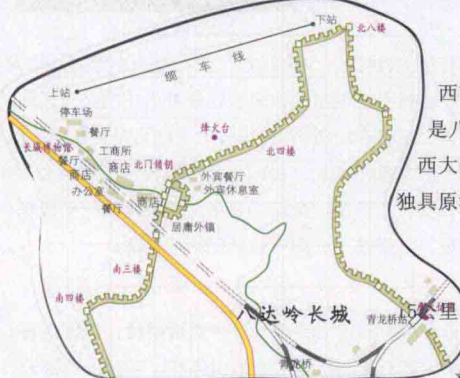 下站
北八楼
缆车线
上站
停车场
餐厅
烽火台
长城博物馆
工商所
北四楼
餐厅
商店
北门锁钥
外宾餐厅
商店
外宾休息室
办公室
商店
餐厅
居庸外镇
南三楼
南四楼
八达岭长城
15公里
青龙桥站
青龙桥
西
是八
西大
独具原